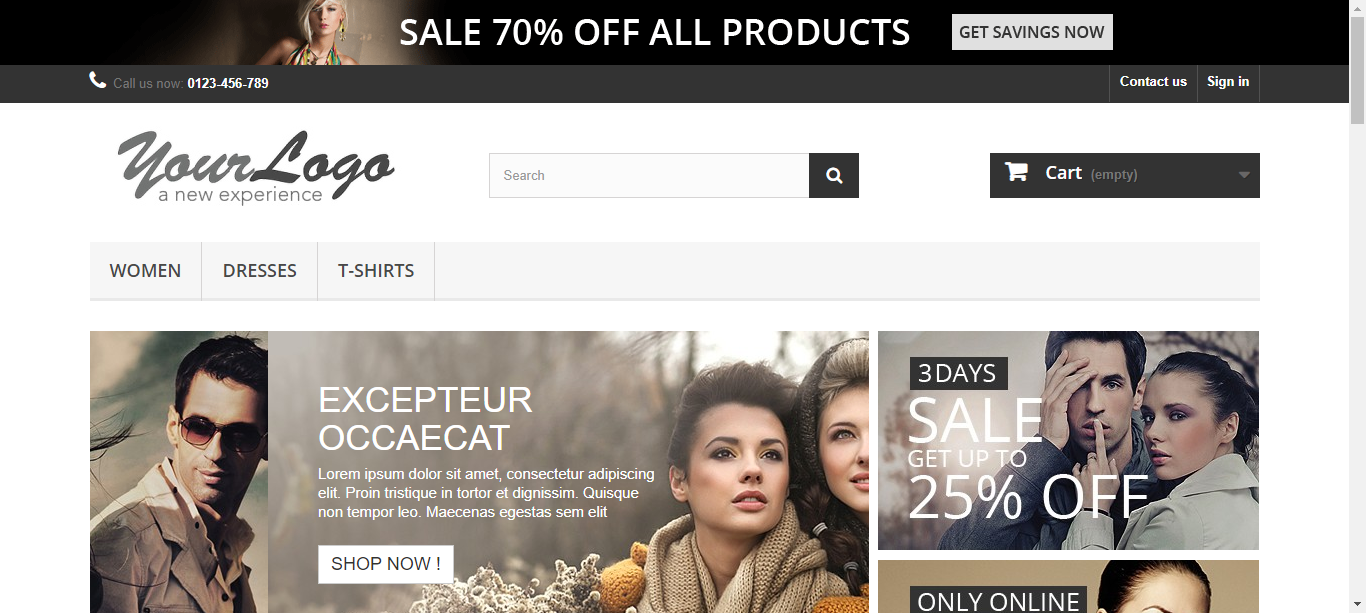 SALE 70% OFF ALL PRODUCTS
GET SAVINGS NOW
Call us now: 0123-456-789
Contact us
Sign in
YourLogo
a new experience
Search
Cart (empty)
WOMEN
DRESSES
T-SHIRTS
EXCEPTEUR
OCCAECAT
Lorem ipsum dolor sit amet, consectetur adipiscing
elit. Proin tristique in tortor et dignissim. Quisque
non tempor leo. Maecenas egestas sem elit
SHOP NOW !
3 DAYS
SALE
GET UP TO
25% OFF
ONLY ONLINE